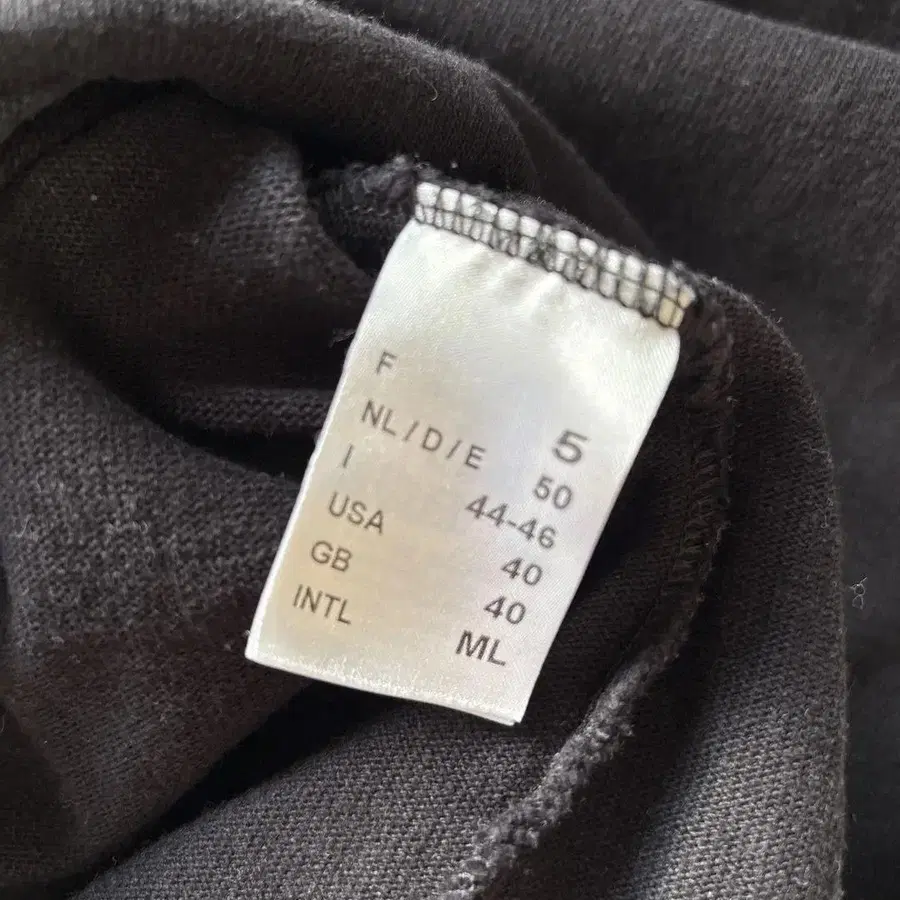 F 5
NL/D/E 50
I 44-46
USA 40
GB 40
INTL ML